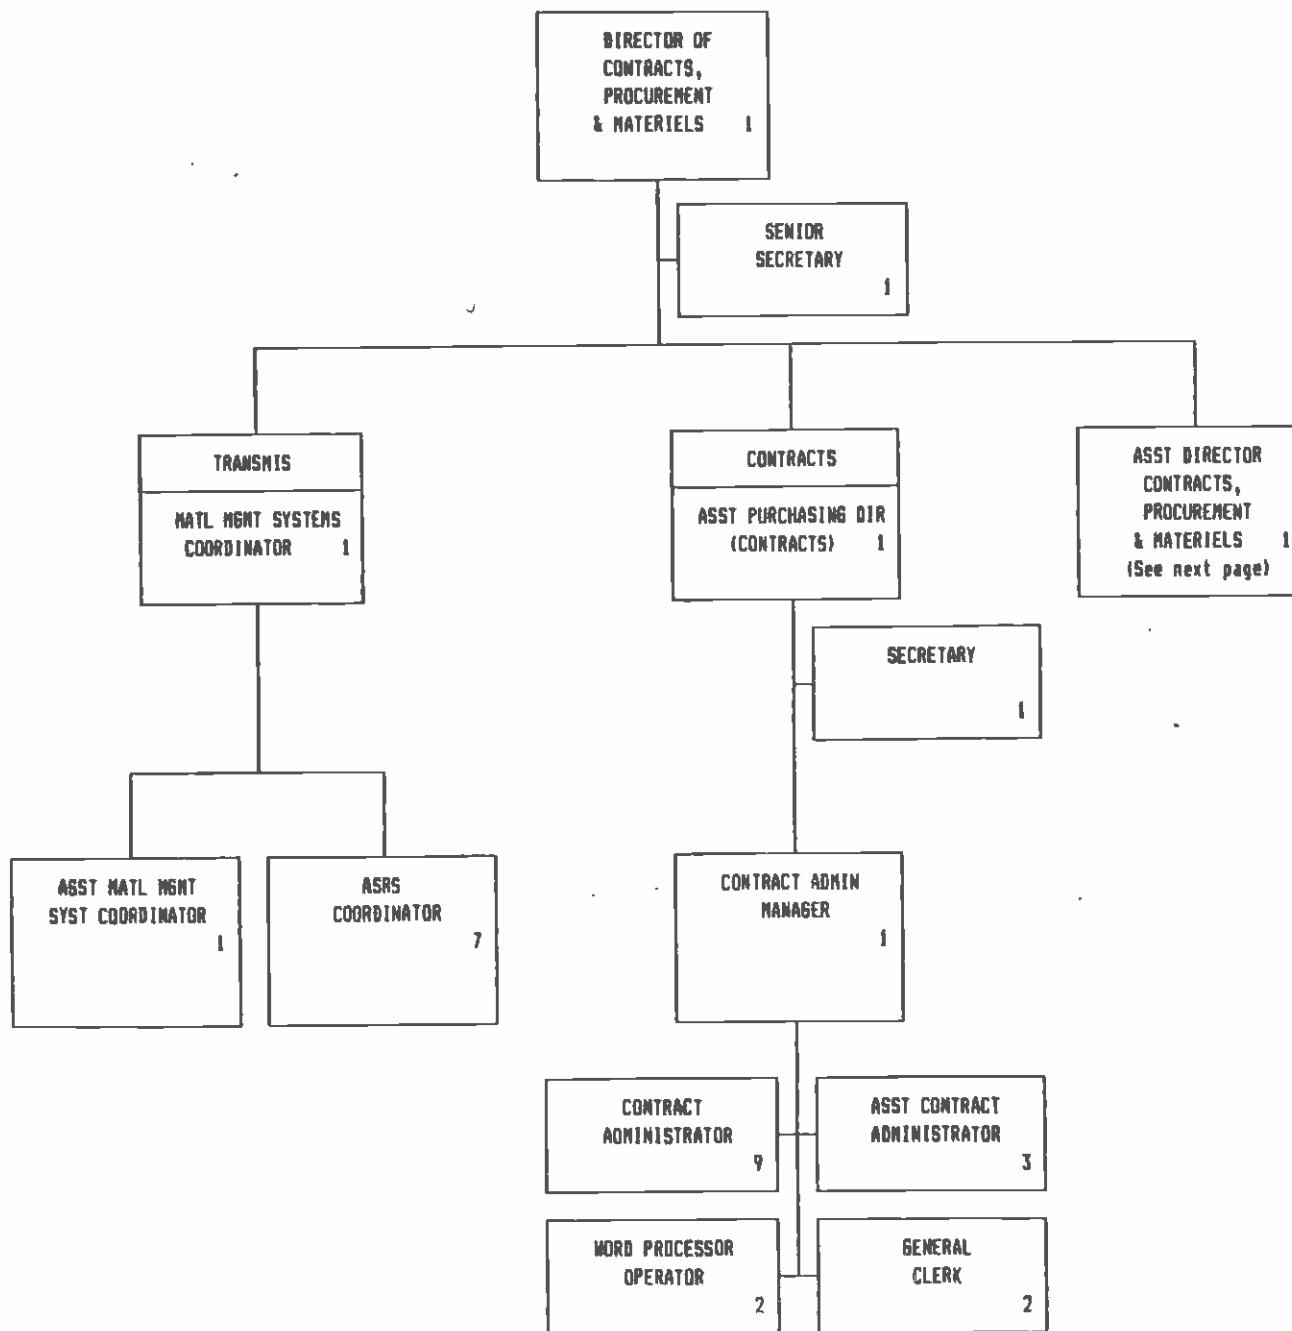 DIRECTOR OF
CONTRACTS,
PROCUREMENT
& MATERIELS 1
SENIOR
SECRETARY
1
TRANSMIS
MATL MGMT SYSTEMS
COORDINATOR 1
CONTRACTS
ASST PURCHASING DIR
(CONTRACTS) 1
ASST DIRECTOR
CONTRACTS,
PROCUREMENT
& MATERIELS 1
(See next page)
SECRETARY
1
ASST MATL MGMT
SYST COORDINATOR
1
ASRS
COORDINATOR
7
CONTRACT ADMIN
MANAGER
1
CONTRACT
ADMINISTRATOR
9
ASST CONTRACT
ADMINISTRATOR
3
WORD PROCESSOR
OPERATOR
2
GENERAL
CLERK
2